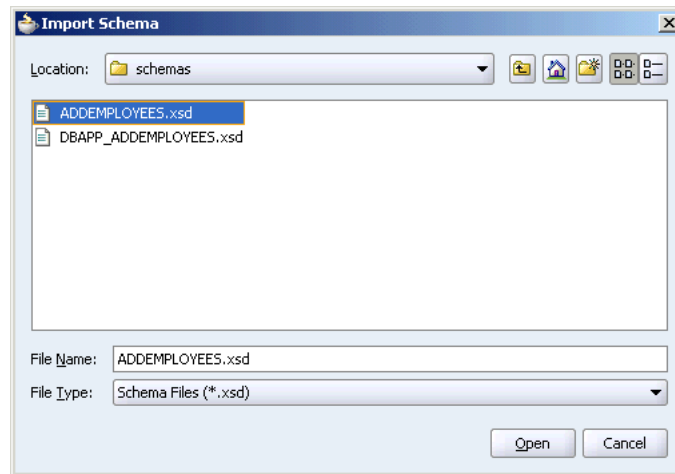 Import Schema
Location: schemas
ADDEMPLOYEES.xsd
DBAPP_ADDEMPLOYEES.xsd
File Name: ADDEMPLOYEES.xsd
File Type: Schema Files (*.xsd)
Open Cancel